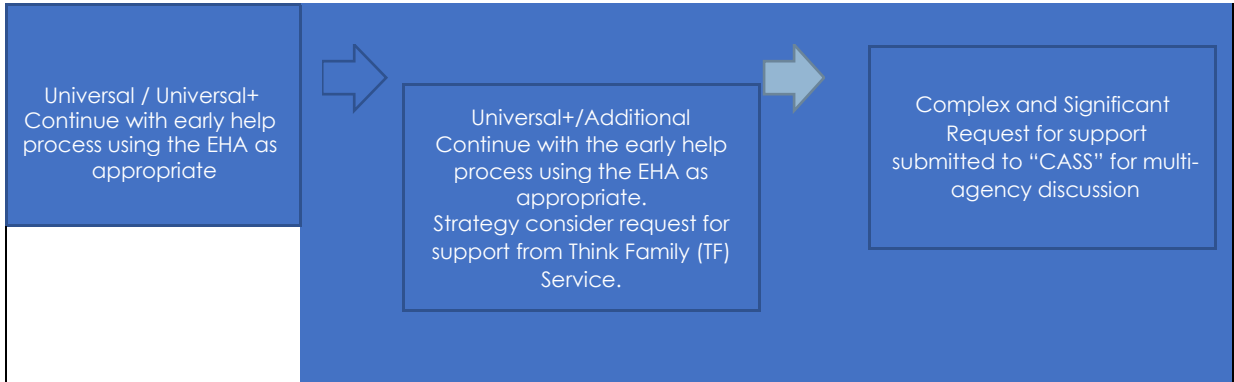 Universal / Universal+
Continue with early help
process using the EHA as
appropriate
Universal+/Additional
Continue with the early help
process using the EHA as
appropriate.
Strategy consider request for
support from Think Family (TF)
Service.
Complex and Significant
Request for support
submitted to “CASS” for multi-
agency discussion